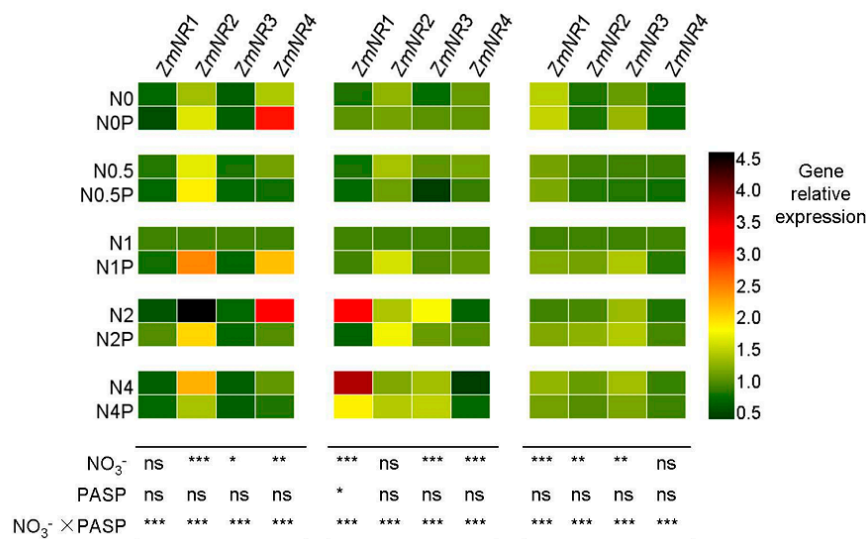 ZmNR1 ZmNR2 ZmNR3 ZmNR4 ZmNR1 ZmNR2 ZmNR3 ZmNR4 ZmNR1 ZmNR2 ZmNR3 ZmNR4
N0
N0P
N0.5
N0.5P
N1
N1P
N2
N2P
N4
N4P
4.5
4.0
3.5
3.0
2.5
2.0
1.5
1.0
0.5
Gene
relative
expression
NO₃⁻ ns *** * ** *** ns *** *** *** ** ** ns
PASP ns ns ns ns * ns ns ns ns ns ns ns
NO₃⁻ ×PASP *** *** *** *** *** *** *** *** *** *** *** ***